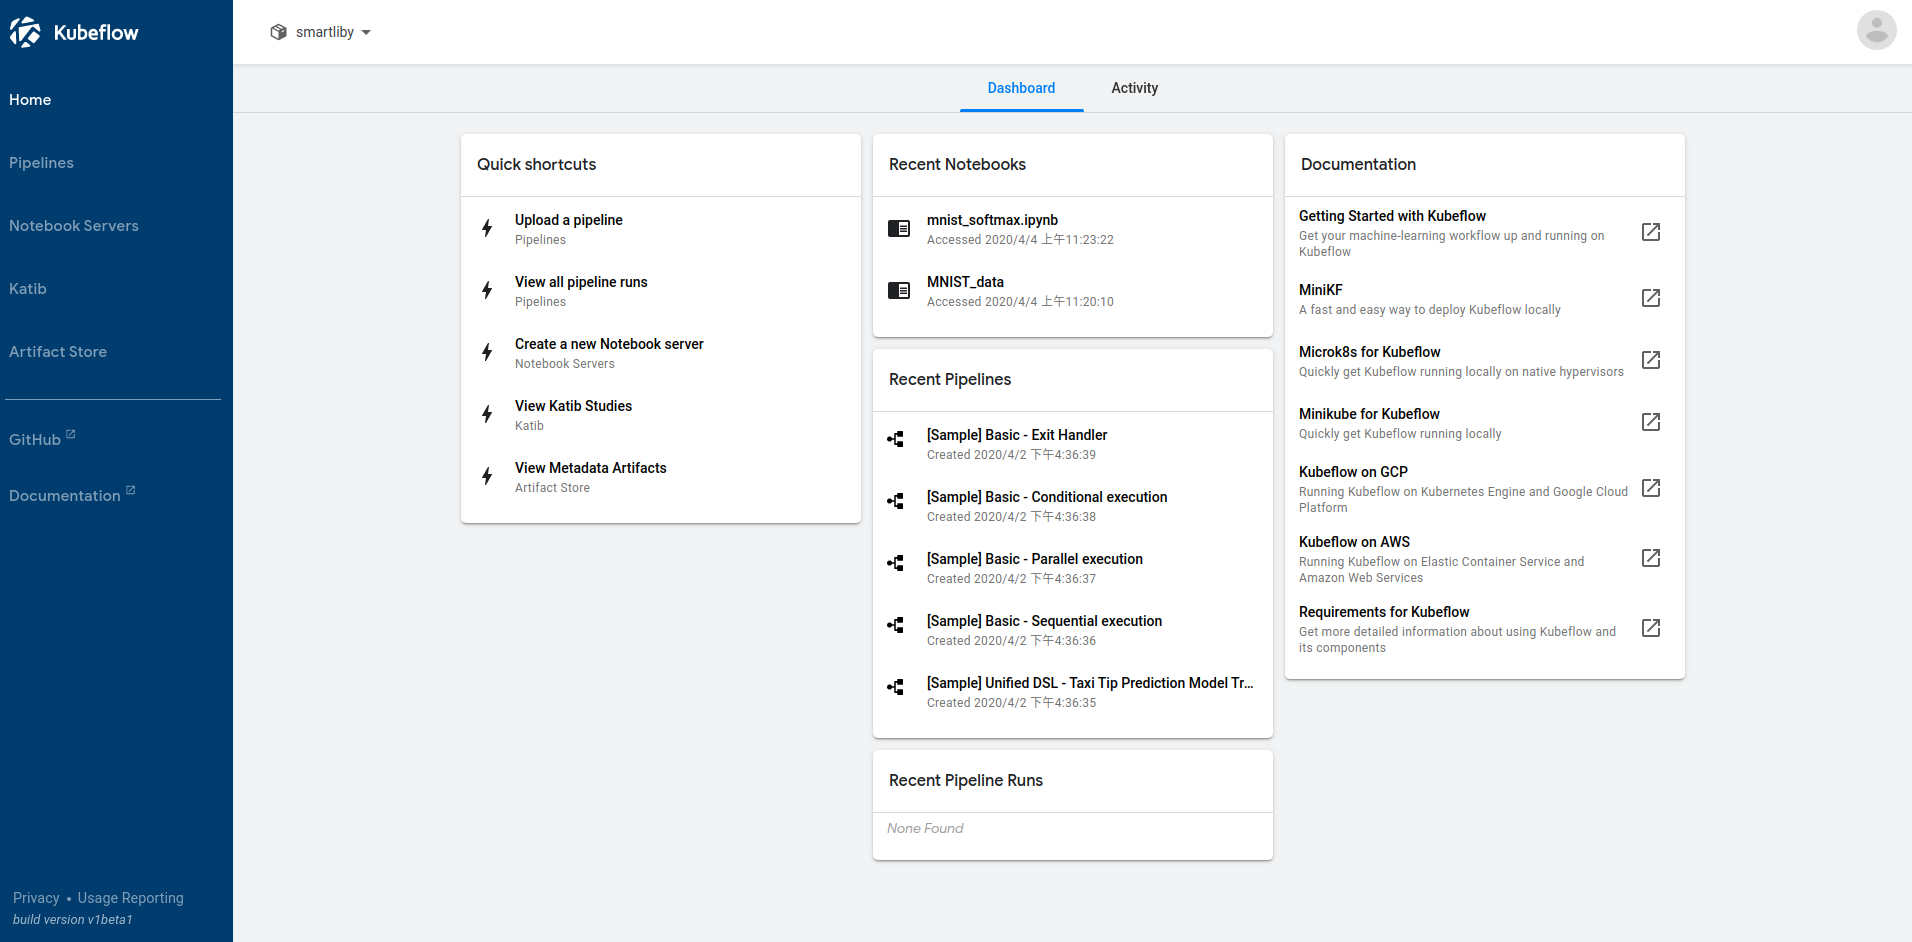 Kubeflow
smartliby
Home
Pipelines
Notebook Servers
Katib
Artifact Store
GitHub
Documentation
Privacy • Usage Reporting
build version v1beta1
Dashboard
Activity
Quick shortcuts
Upload a pipeline
Pipelines
View all pipeline runs
Pipelines
Create a new Notebook server
Notebook Servers
View Katib Studies
Katib
View Metadata Artifacts
Artifact Store
Recent Notebooks
mnist_softmax.ipynb
Accessed 2020/4/4 上午11:23:22
MNIST_data
Accessed 2020/4/4 上午11:20:10
Recent Pipelines
[Sample] Basic - Exit Handler
Created 2020/4/2 下午4:36:39
[Sample] Basic - Conditional execution
Created 2020/4/2 下午4:36:38
[Sample] Basic - Parallel execution
Created 2020/4/2 下午4:36:37
[Sample] Basic - Sequential execution
Created 2020/4/2 下午4:36:36
[Sample] Unified DSL - Taxi Tip Prediction Model Tr...
Created 2020/4/2 下午4:36:35
Recent Pipeline Runs
None Found
Documentation
Getting Started with Kubeflow
Get your machine-learning workflow up and running on
Kubeflow
MiniKF
A fast and easy way to deploy Kubeflow locally
Microk8s for Kubeflow
Quickly get Kubeflow running locally on native hypervisors
Minikube for Kubeflow
Quickly get Kubeflow running locally
Kubeflow on GCP
Running Kubeflow on Kubernetes Engine and Google Cloud
Platform
Kubeflow on AWS
Running Kubeflow on Elastic Container Service and
Amazon Web Services
Requirements for Kubeflow
Get more detailed information about using Kubeflow and
its components